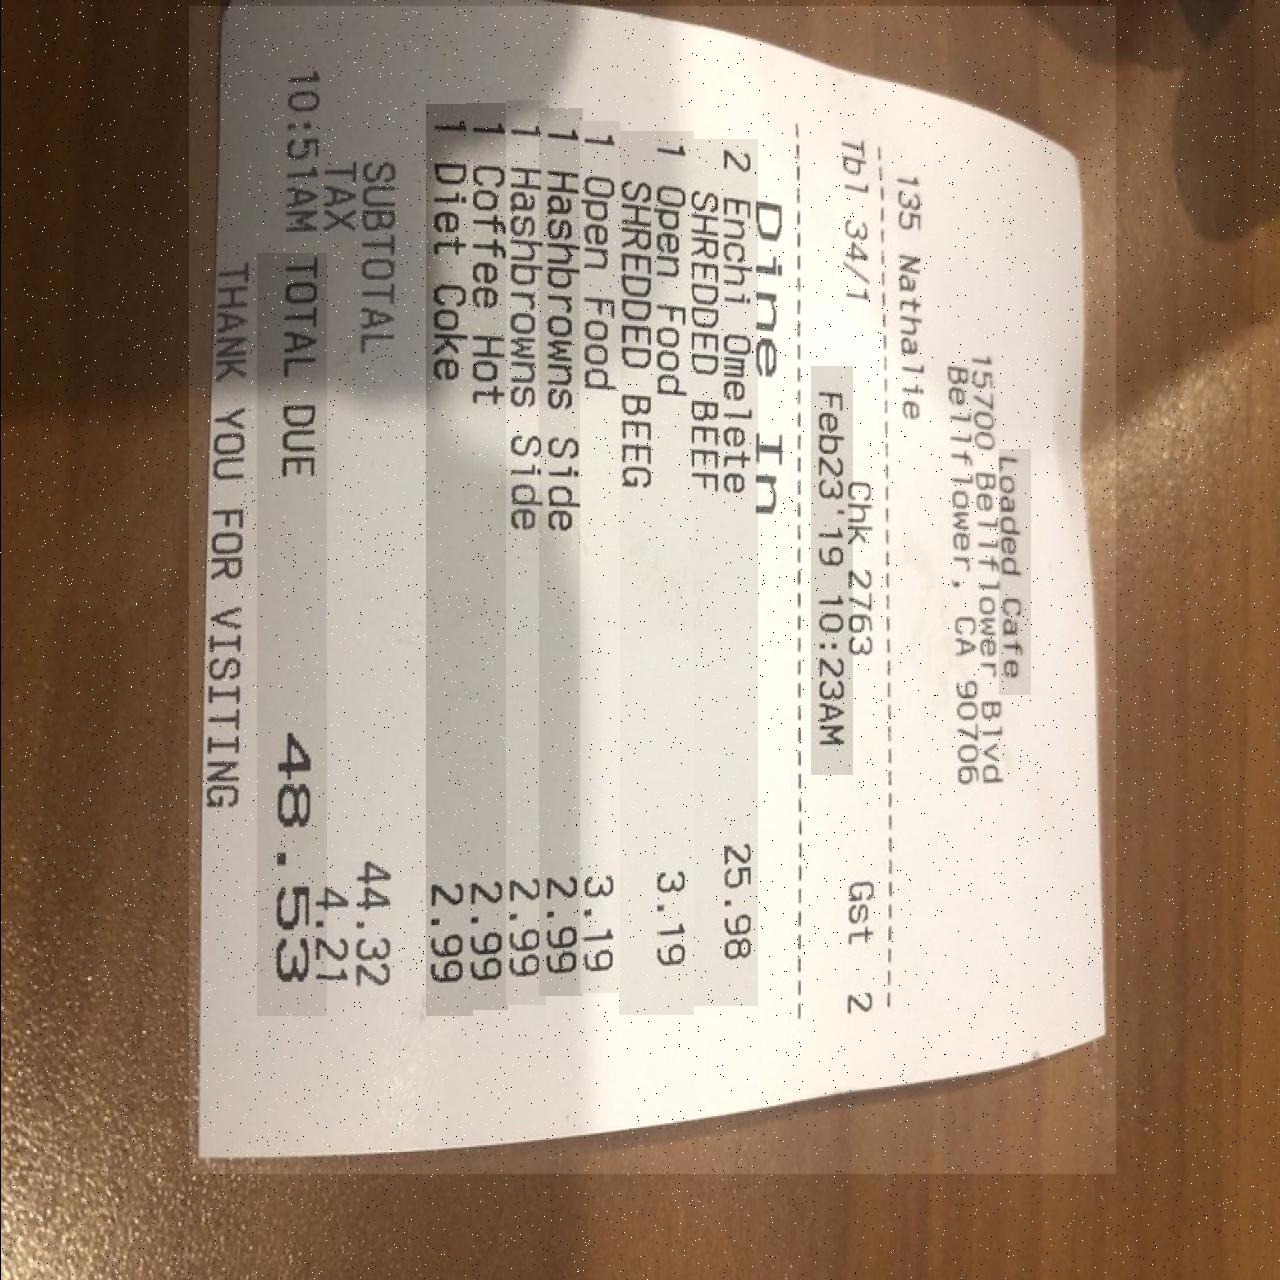 Loaded Cafe
15700 Bellflower Blvd
Bellflower, CA 90706
135 Nathalie
Tbl 34/1 Chk 2763 Gst 2
Feb23'19 10:23AM
Dine In
2 Enchi Omelete 25.98
SHREDDED BEEF
1 Open Food 3.19
SHREDDED BEEG
1 Open Food 3.19
1 Hashbrowns Side 2.99
1 Hashbrowns Side 2.99
1 Coffee Hot 2.99
1 Diet Coke 2.99
SUBTOTAL 44.32
TAX 4.21
10:51AM TOTAL DUE 48.53
THANK YOU FOR VISITING